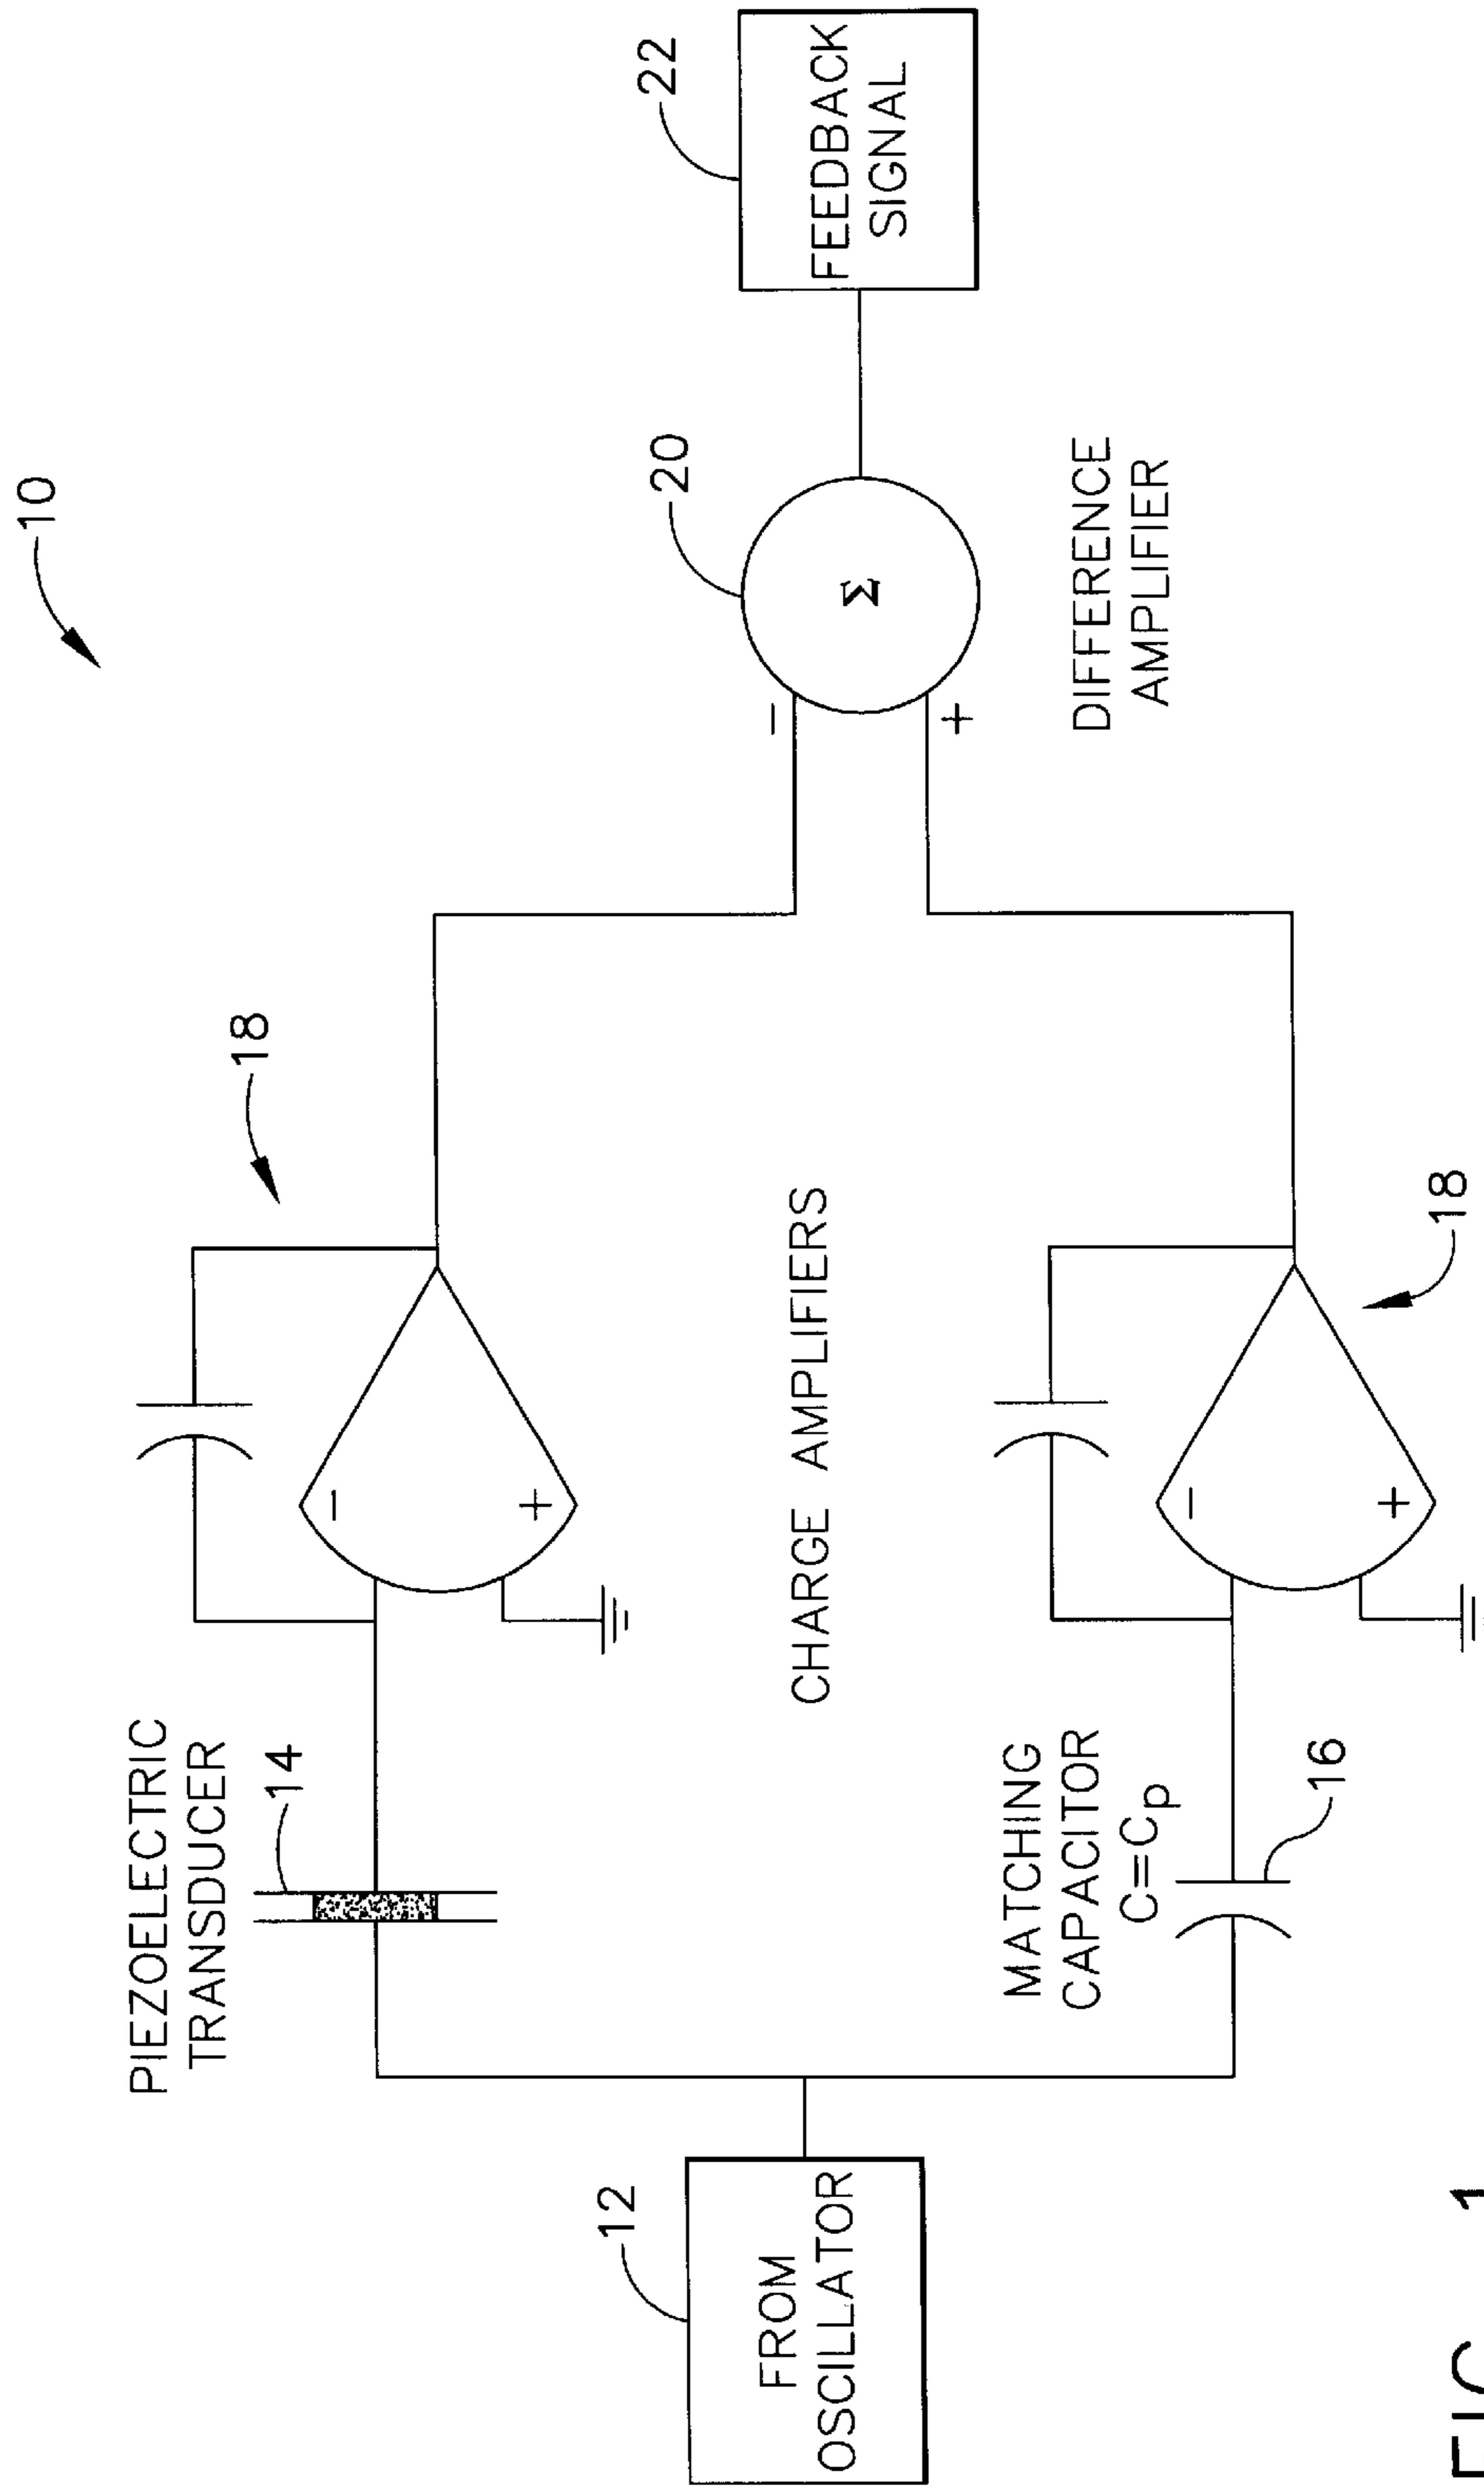 10
PIEZOELECTRIC
TRANSDUCER
14
18
−
+
CHARGE AMPLIFIERS
12
FROM
OSCILLATOR
−
+
20
Σ
DIFFERENCE
AMPLIFIER
22
FEEDBACK
SIGNAL
MATCHING
CAPACITOR
C=Cp
16
−
+
18
FIG. 1